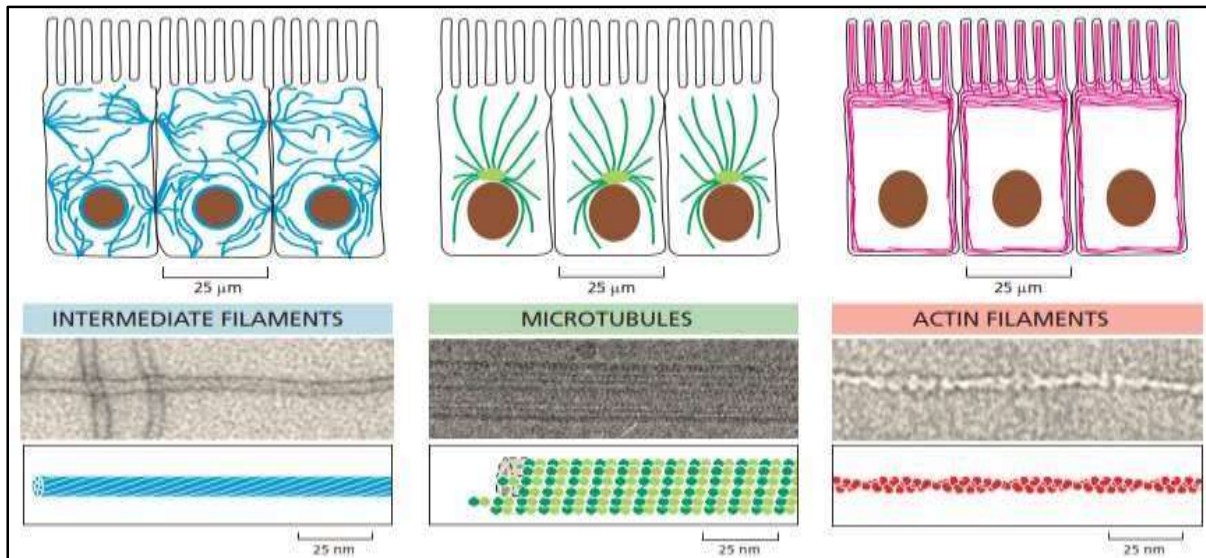 25 µm
25 µm
25 µm
INTERMEDIATE FILAMENTS
MICROTUBULES
ACTIN FILAMENTS
25 nm
25 nm
25 nm